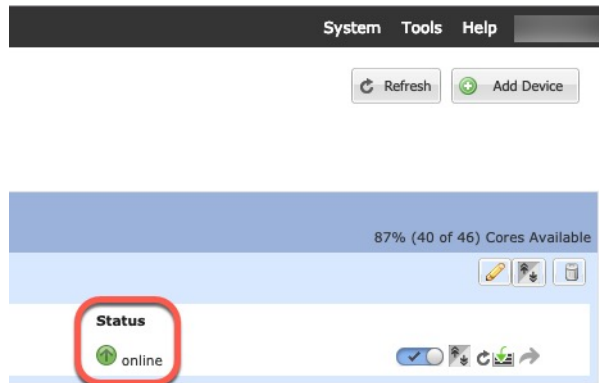 System Tools Help
Refresh Add Device
87% (40 of 46) Cores Available
Status
online